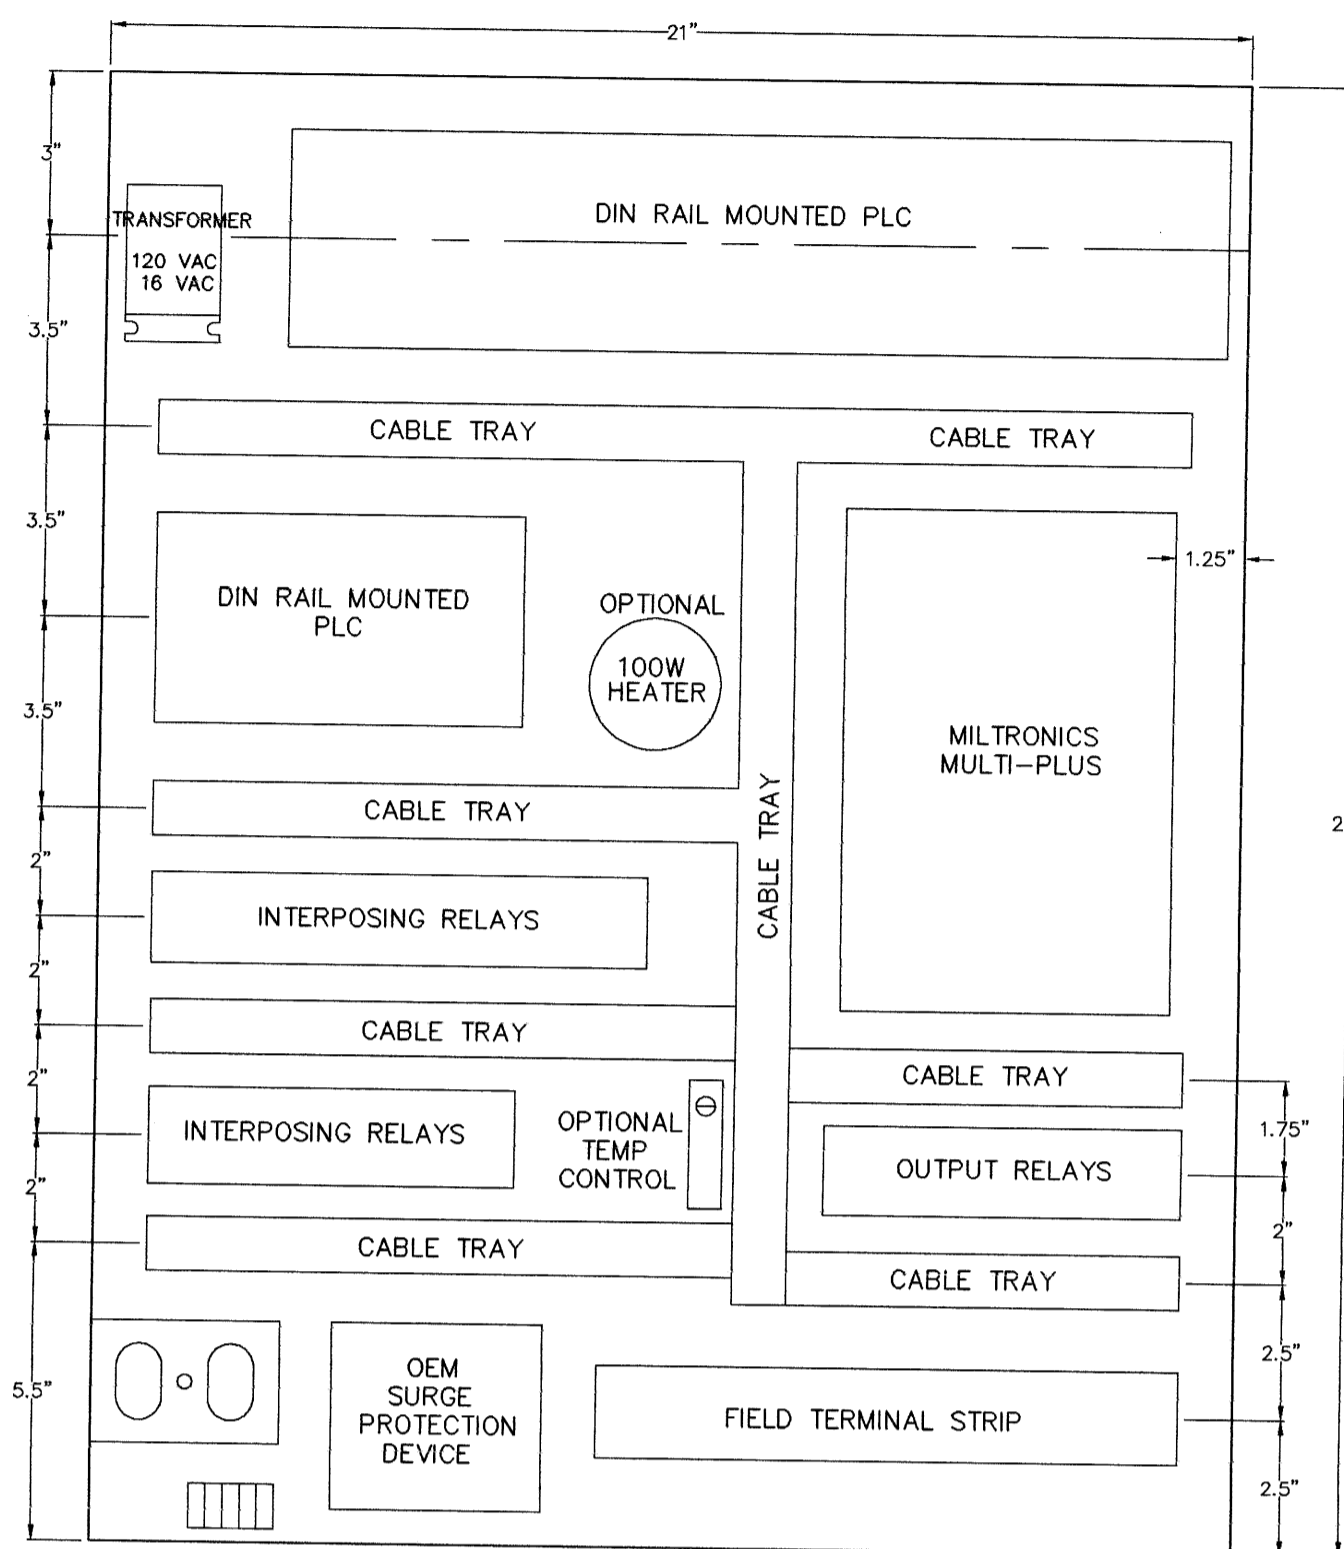 21"
3"
DIN RAIL MOUNTED PLC
TRANSFORMER
120 VAC
16 VAC
3.5"
CABLE TRAY
CABLE TRAY
3.5"
1.25"
DIN RAIL MOUNTED
PLC
OPTIONAL
100W
HEATER
3.5"
MILTRONICS
MULTI-PLUS
CABLE TRAY
CABLE TRAY
2
2"
INTERPOSING RELAYS
2"
CABLE TRAY
2"
CABLE TRAY
INTERPOSING RELAYS
OPTIONAL
TEMP
CONTROL
1.75"
OUTPUT RELAYS
2"
2"
CABLE TRAY
CABLE TRAY
2.5"
5.5"
OEM
SURGE
PROTECTION
DEVICE
FIELD TERMINAL STRIP
2.5"